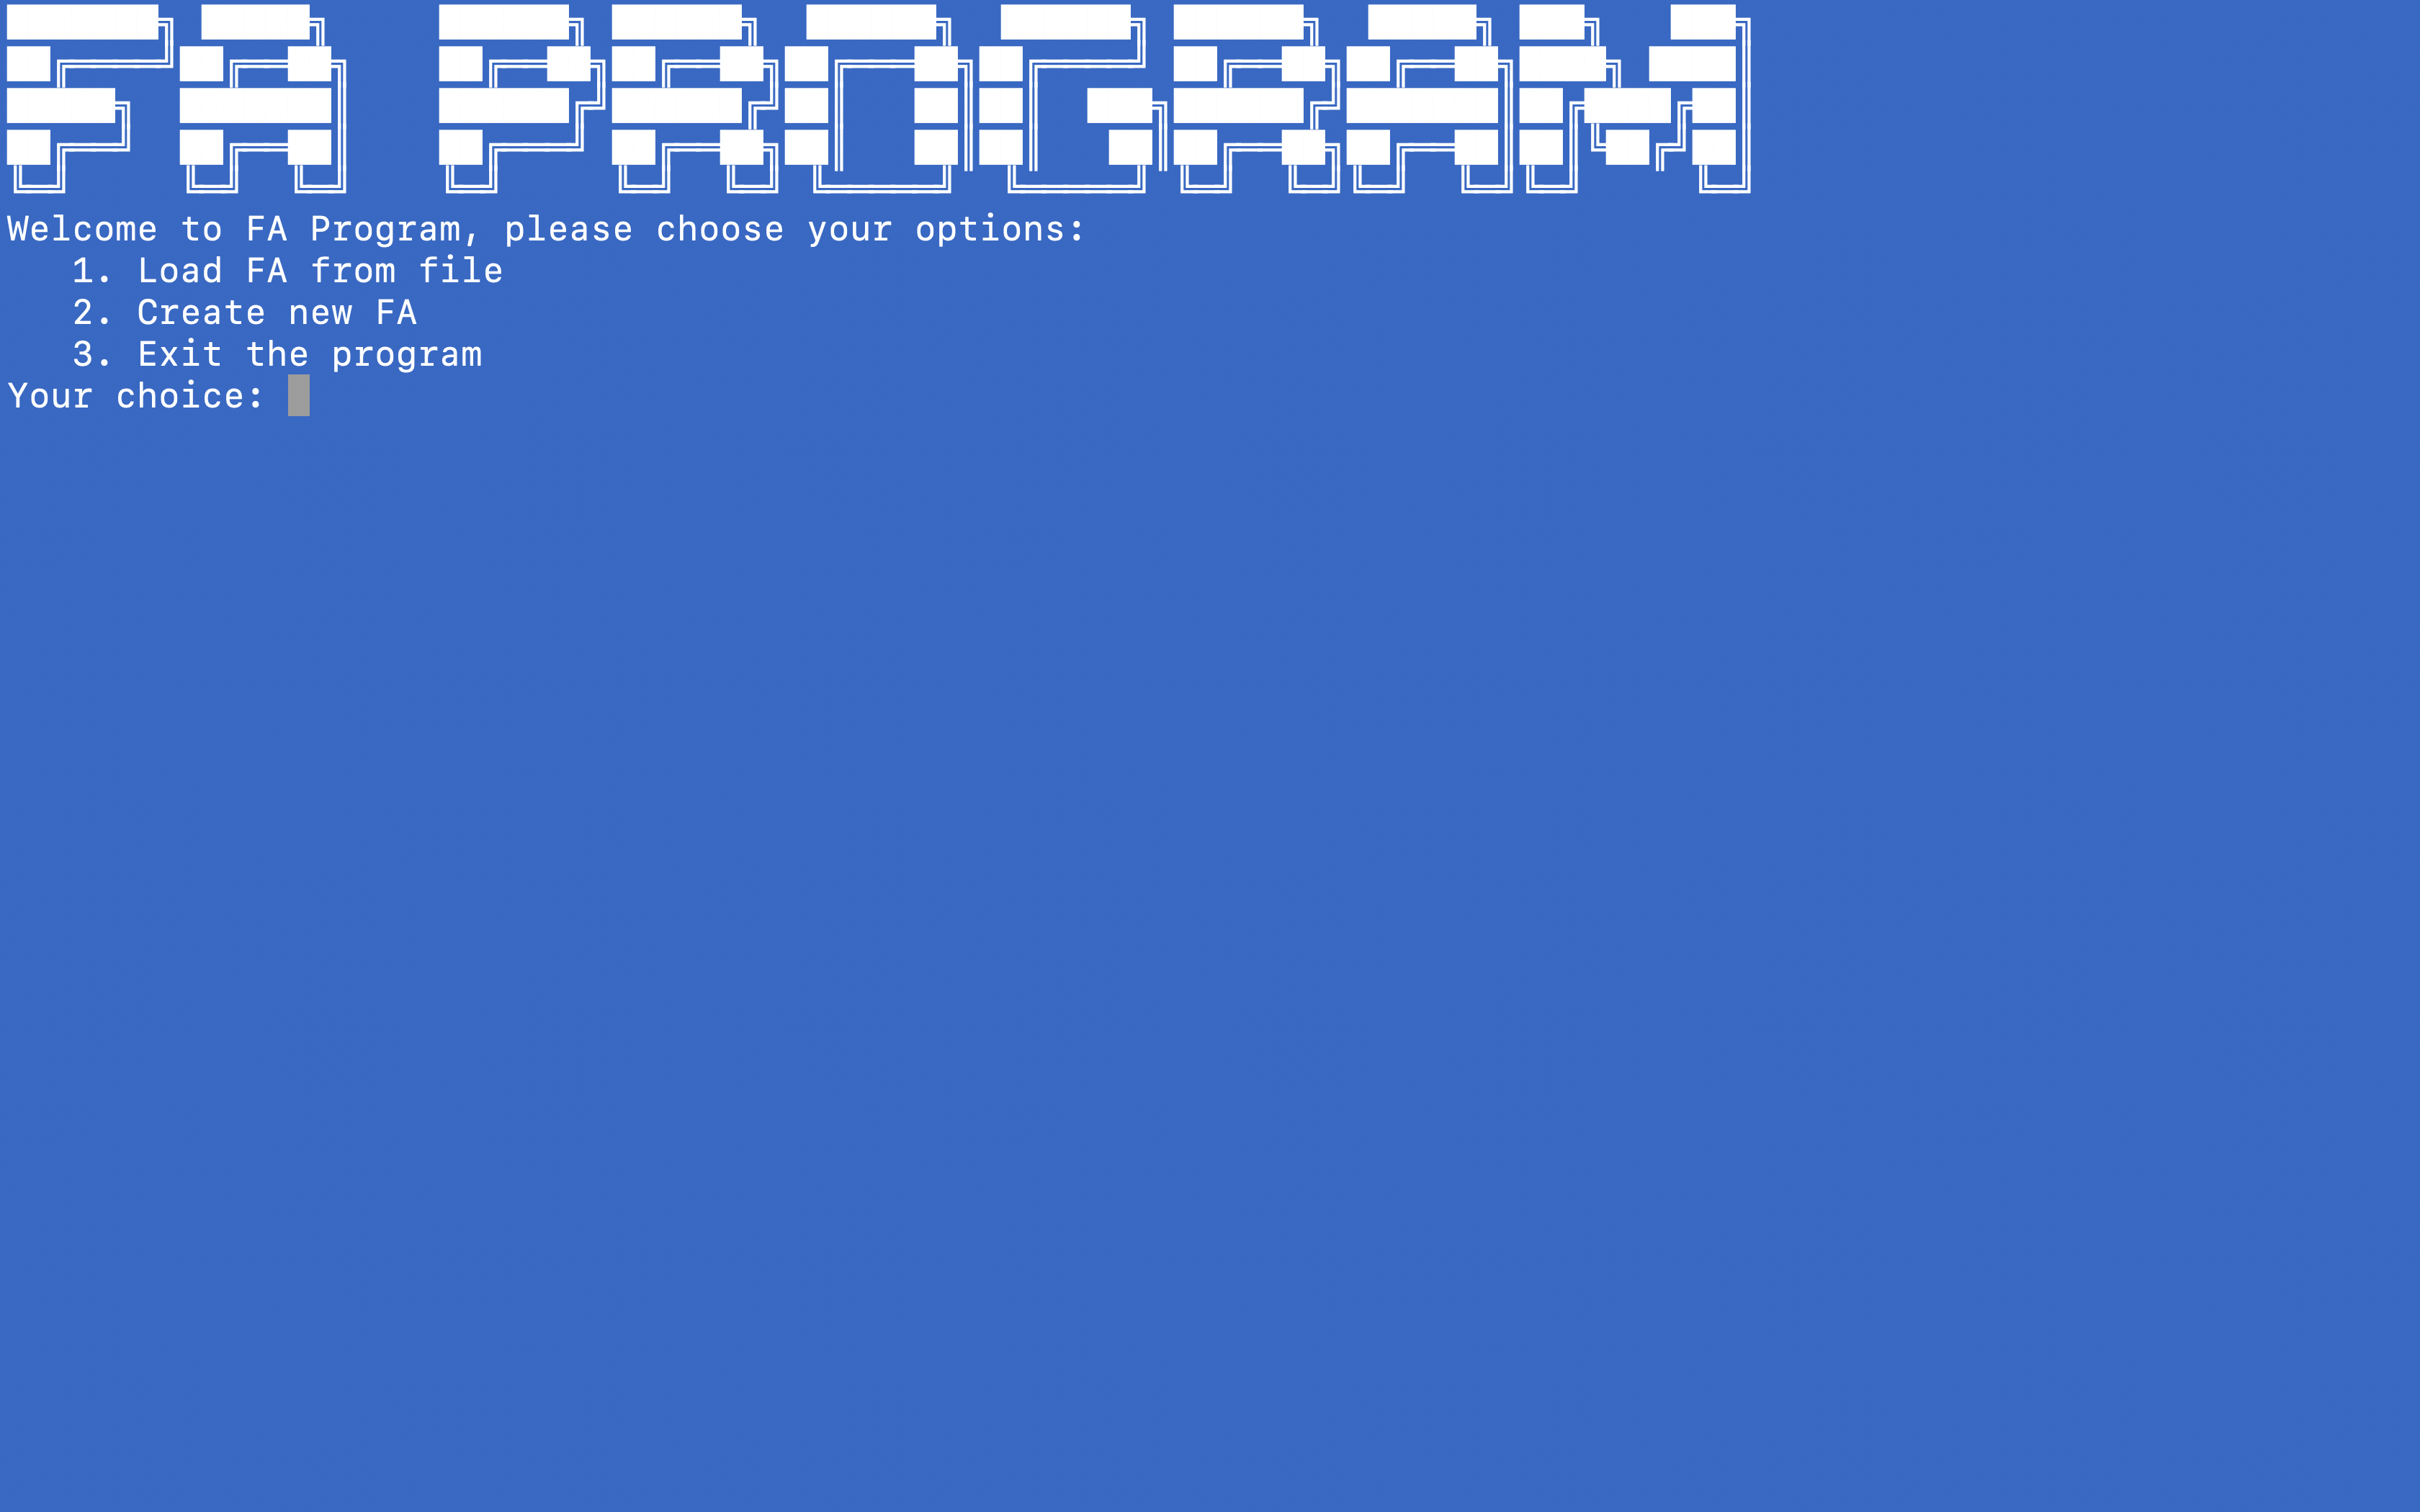 FA PROGRAM
Welcome to FA Program, please choose your options:
1. Load FA from file
2. Create new FA
3. Exit the program
Your choice: